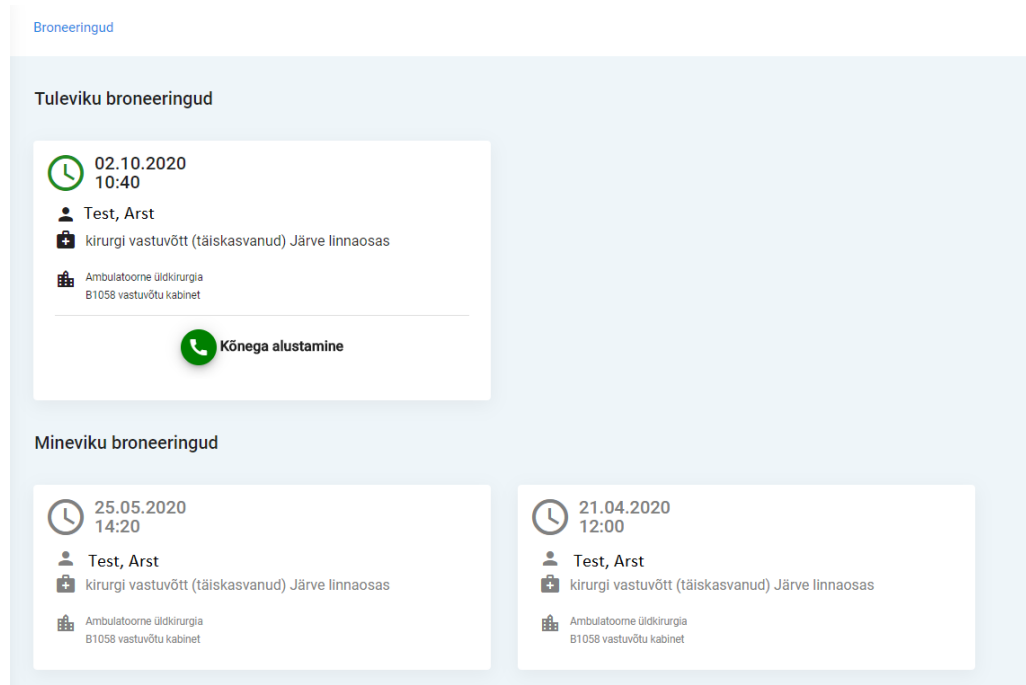 Broneeringud
Tuleviku broneeringud
02.10.2020
10:40
Test, Arst
kirurgi vastuvõtt (täiskasvanud) Järve linnaosas
Ambulatoorne üldkirurgia
B1058 vastuvõtu kabinet
Kõnega alustamine
Mineviku broneeringud
25.05.2020
14:20
Test, Arst
kirurgi vastuvõtt (täiskasvanud) Järve linnaosas
Ambulatoorne üldkirurgia
B1058 vastuvõtu kabinet
21.04.2020
12:00
Test, Arst
kirurgi vastuvõtt (täiskasvanud) Järve linnaosas
Ambulatoorne üldkirurgia
B1058 vastuvõtu kabinet